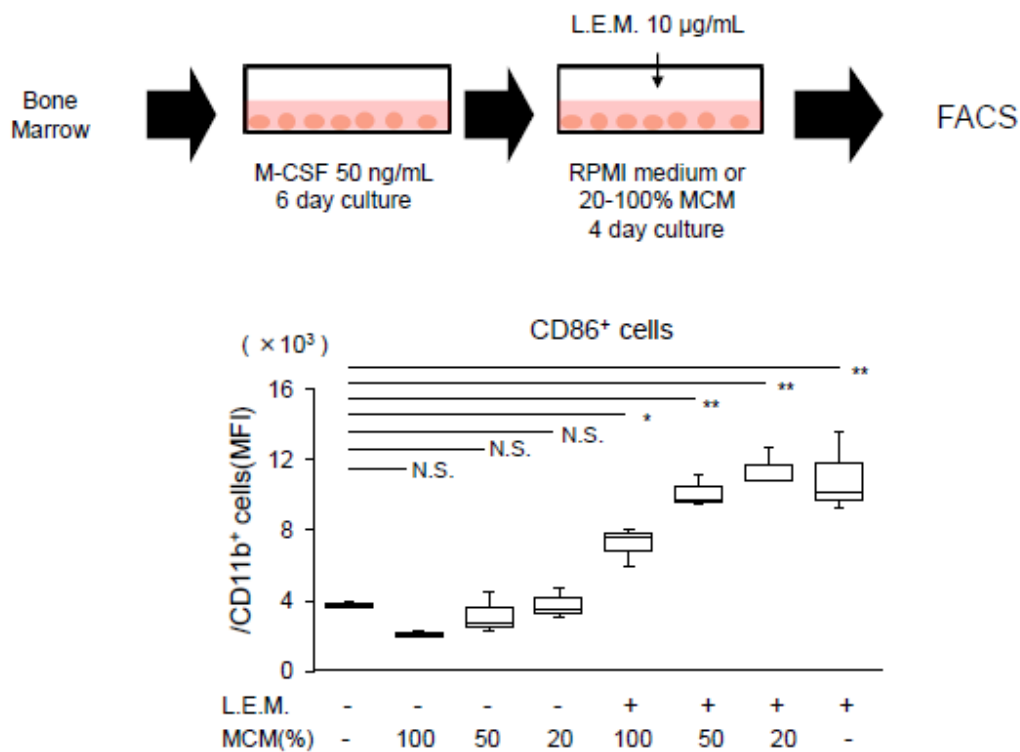 L.E.M. 10 µg/mL
Bone
Marrow
FACS
M-CSF 50 ng/mL
6 day culture
RPMI medium or
20-100% MCM
4 day culture
CD86⁺ cells
( ×10³)
/CD11b⁺ cells(MFI)
16
12
8
4
0
**
**
**
*
N.S.
N.S.
N.S.
L.E.M. - - - - + + + +
MCM(%) - 100 50 20 100 50 20 -